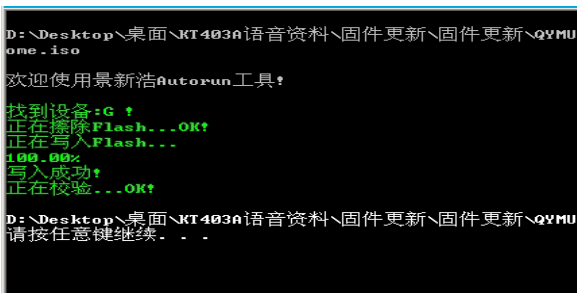 D:\Desktop\桌面\KT403A语音资料\固件更新\固件更新\QYMU
ome.iso
欢迎使用景新浩Autorun工具!
找到设备:G !
正在擦除Flash...OK!
正在写入Flash...
100.00%
写入成功!
正在校验...OK!
D:\Desktop\桌面\KT403A语音资料\固件更新\固件更新\QYMU
请按任意键继续. . .